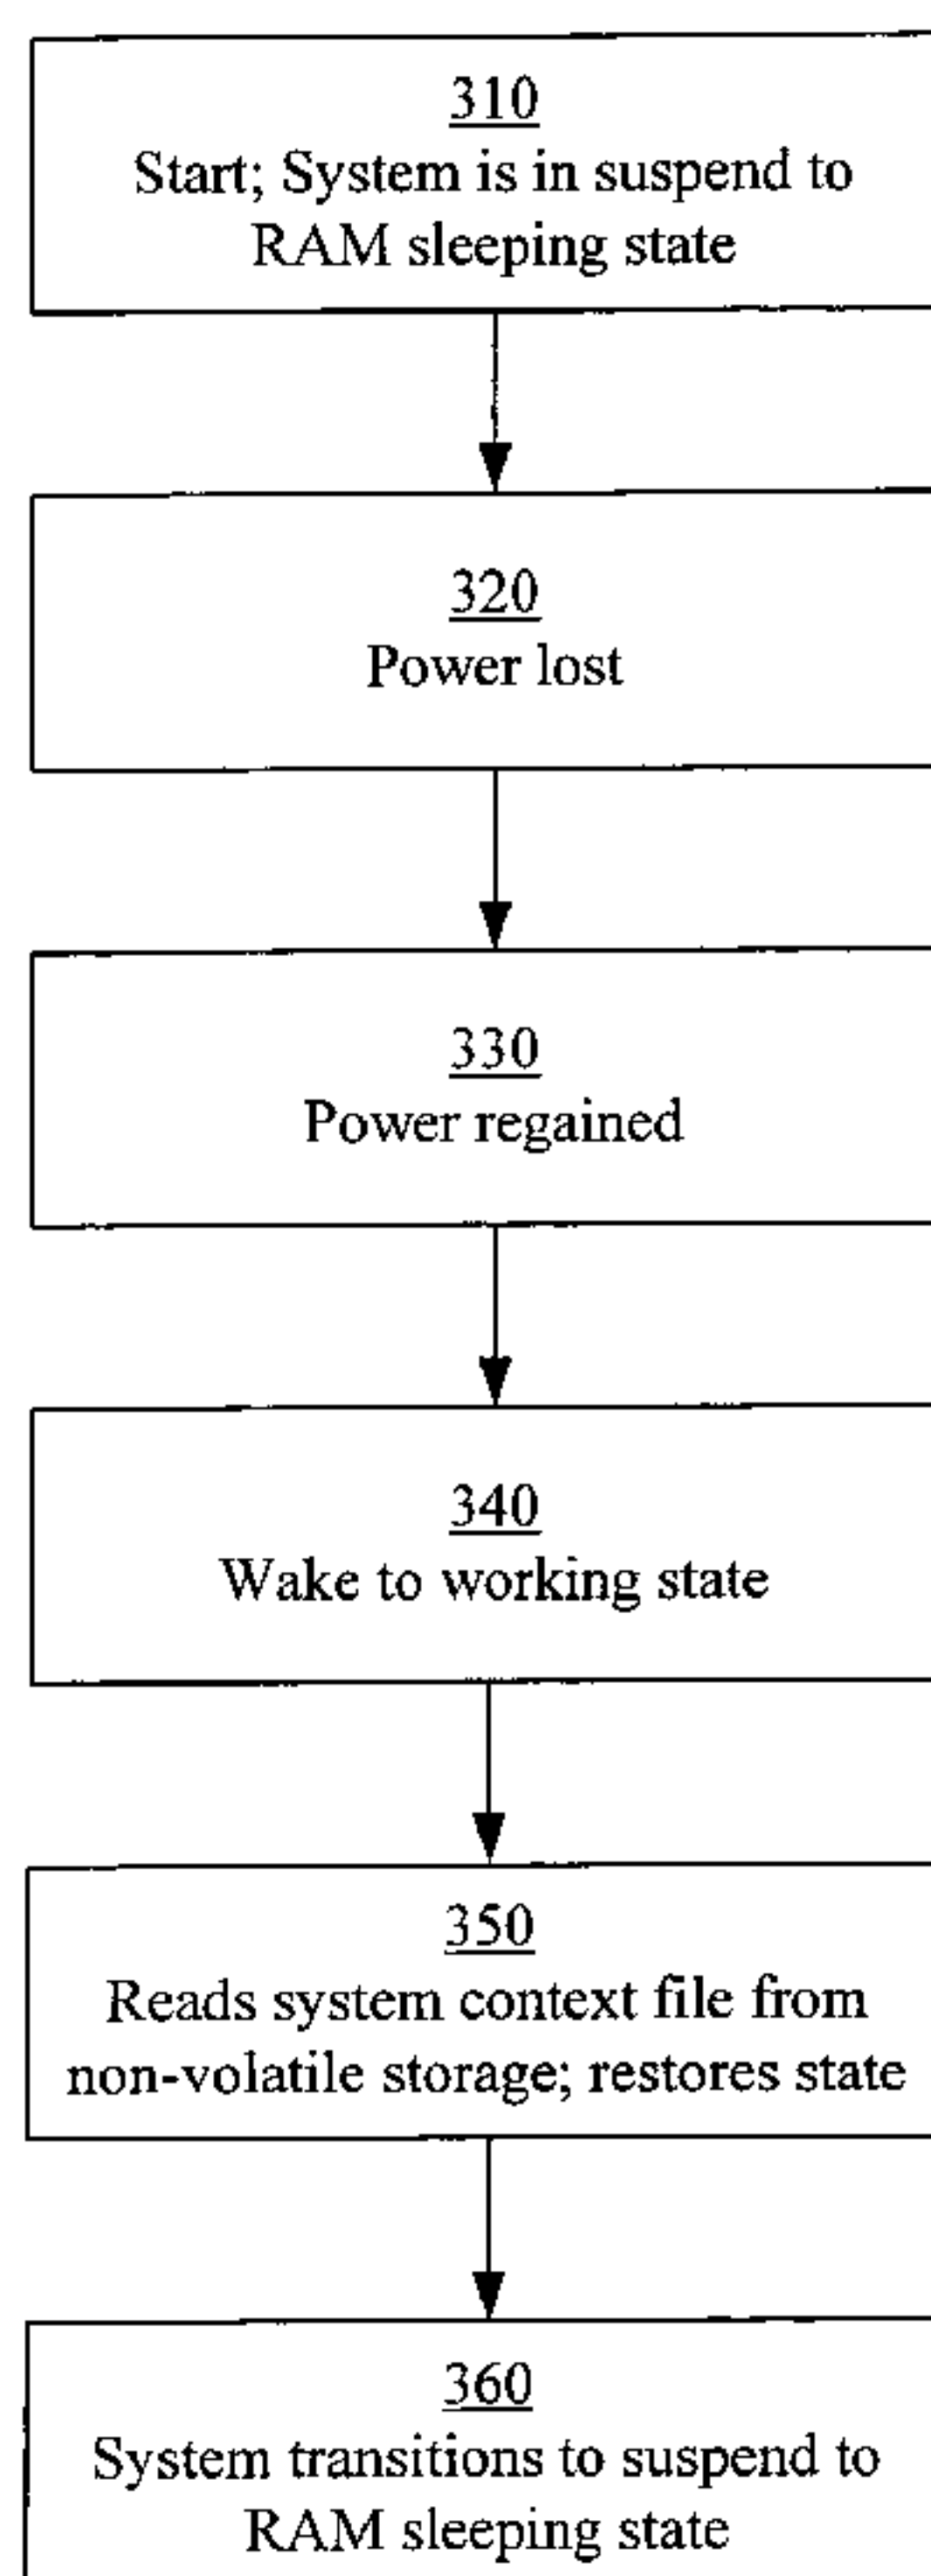 310
Start; System is in suspend to
RAM sleeping state
320
Power lost
330
Power regained
340
Wake to working state
350
Reads system context file from
non-volatile storage; restores state
360
System transitions to suspend to
RAM sleeping state